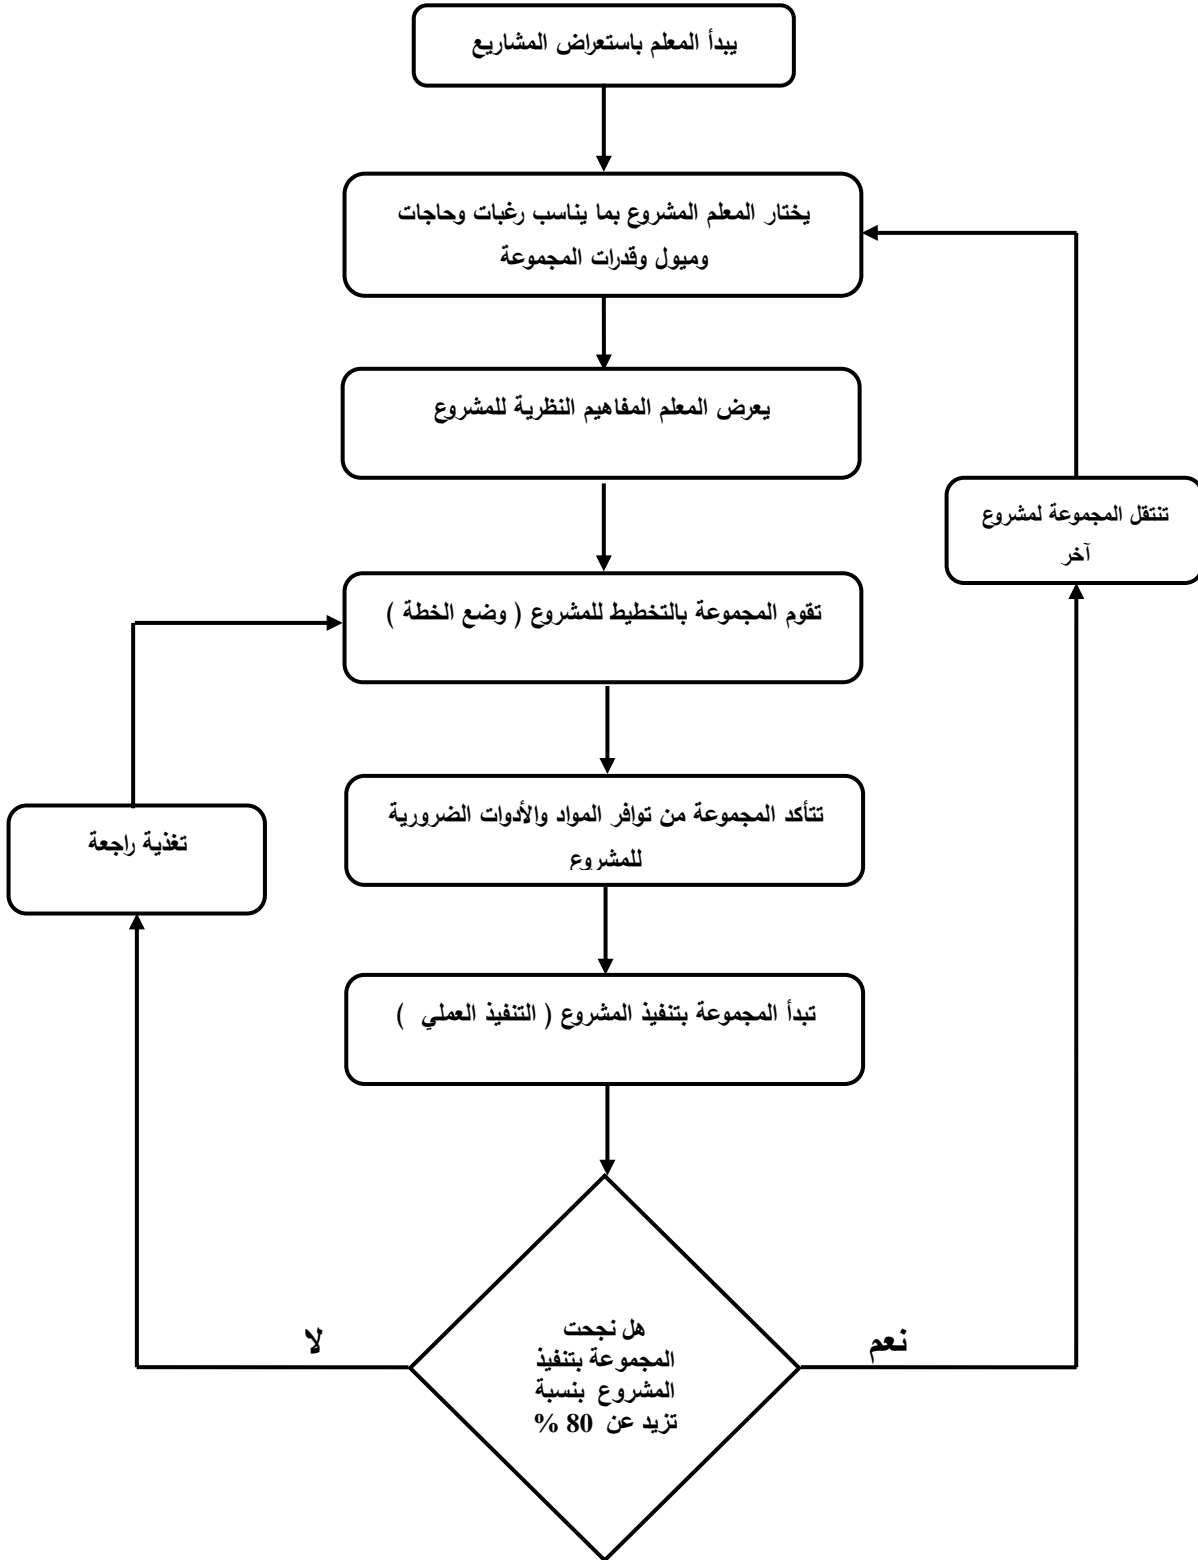 يبدأ المعلم باستعراض المشاريع
يختار المعلم المشروع بما يناسب رغبات وحاجات
وميول وقدرات المجموعة
يعرض المعلم المفاهيم النظرية للمشروع
تنتقل المجموعة لمشروع
آخر
تقوم المجموعة بالتخطيط للمشروع ( وضع الخطة )
تتأكد المجموعة من توافر المواد والأدوات الضرورية
للمشروع
تغذية راجعة
تبدأ المجموعة بتنفيذ المشروع ( التنفيذ العملي )
هل نجحت
المجموعة بتنفيذ
المشروع بنسبة
تزيد عن 80 %
نعم
لا